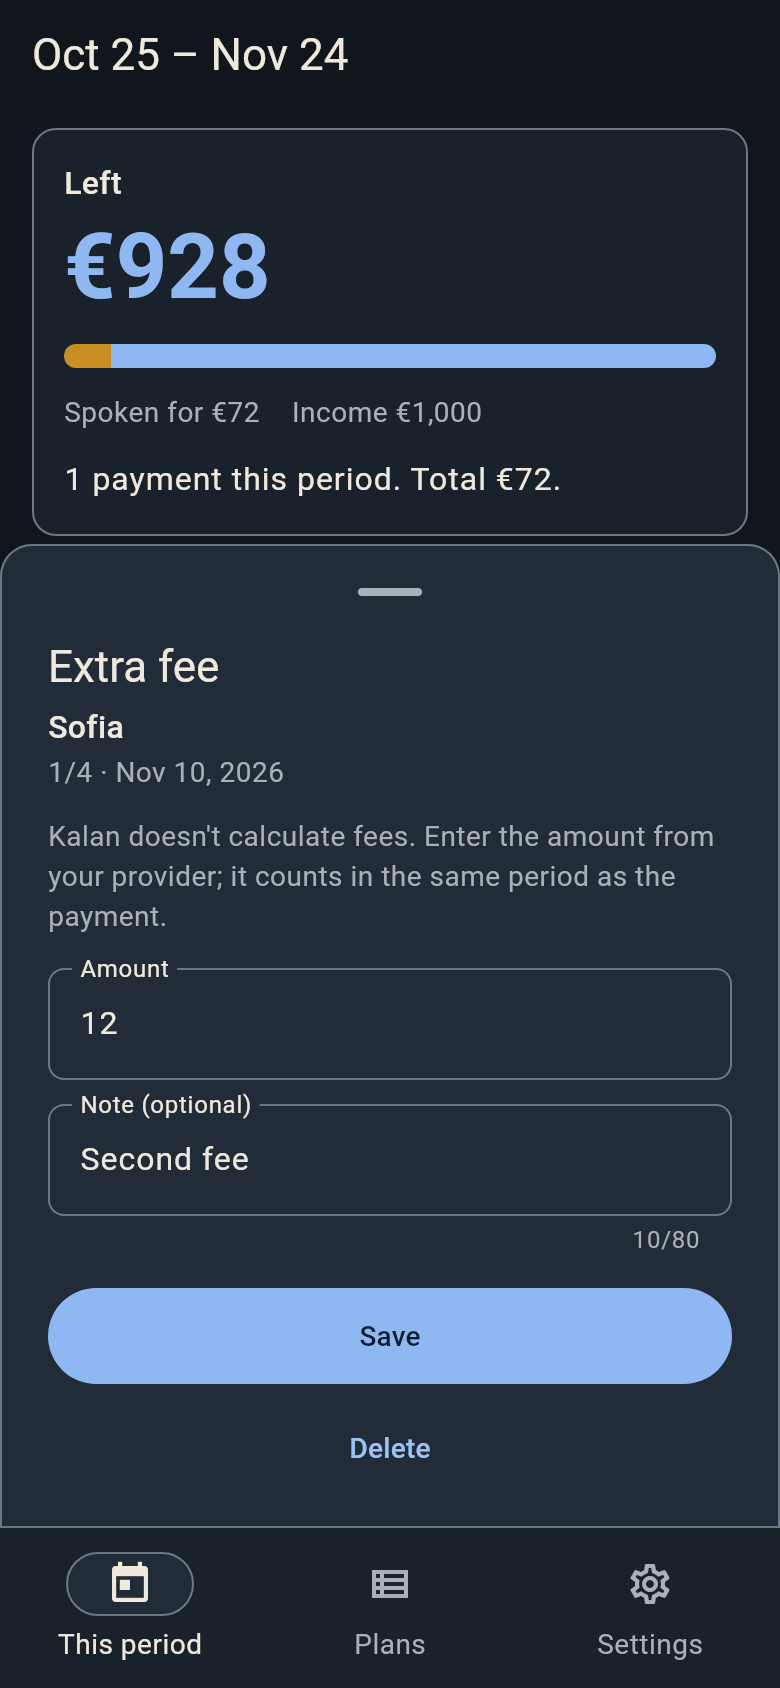 Oct 25 – Nov 24
Left
€928
Spoken for €72 Income €1,000
1 payment this period. Total €72.
Extra fee
Sofia
1/4 · Nov 10, 2026
Kalan doesn't calculate fees. Enter the amount from
your provider; it counts in the same period as the
payment.
Amount
12
Note (optional)
Second fee
10/80
Save
Delete
This period Plans Settings